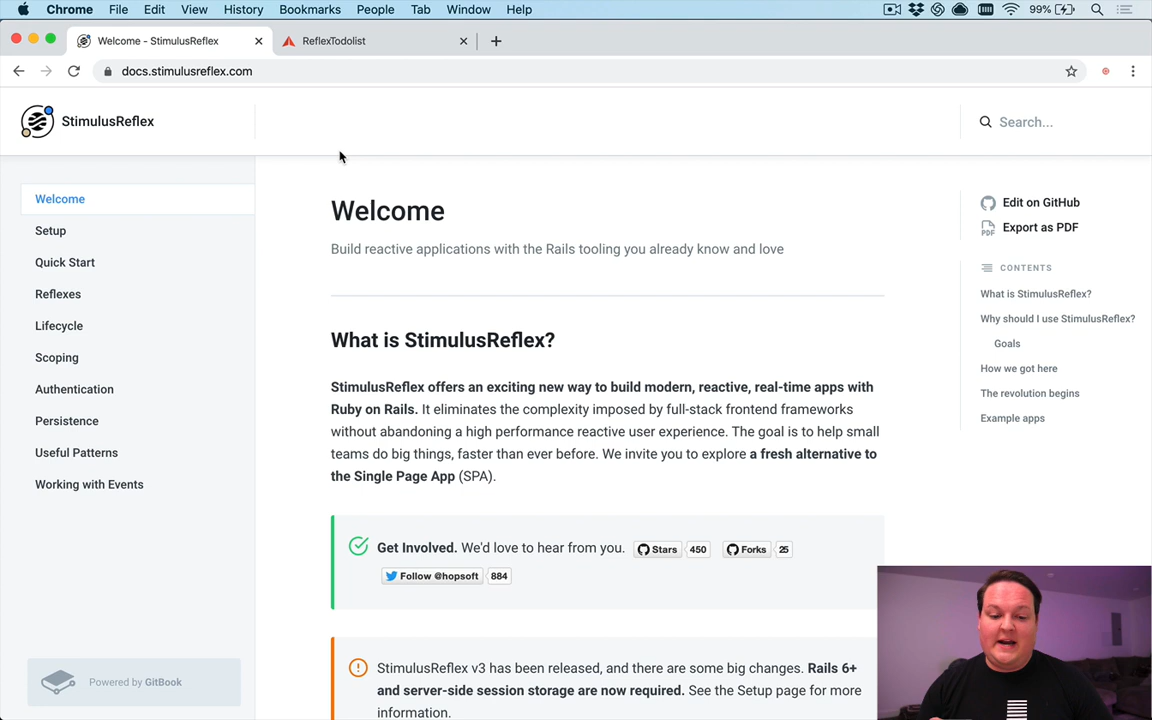 Chrome File Edit View History Bookmarks People Tab Window Help 99%
Welcome - StimulusReflex ReflexTodolist
docs.stimulusreflex.com
StimulusReflex
Search...
Welcome
Setup
Quick Start
Reflexes
Lifecycle
Scoping
Authentication
Persistence
Useful Patterns
Working with Events
Powered by GitBook
Welcome
Build reactive applications with the Rails tooling you already know and love
What is StimulusReflex?
StimulusReflex offers an exciting new way to build modern, reactive, real-time apps with
Ruby on Rails. It eliminates the complexity imposed by full-stack frontend frameworks
without abandoning a high performance reactive user experience. The goal is to help small
teams do big things, faster than ever before. We invite you to explore a fresh alternative to
the Single Page App (SPA).
Get Involved. We'd love to hear from you. Stars 450 Forks 25
Follow @hopsoft 884
StimulusReflex v3 has been released, and there are some big changes. Rails 6+
and server-side session storage are now required. See the Setup page for more
information.
Edit on GitHub
PDF Export as PDF
CONTENTS
What is StimulusReflex?
Why should I use StimulusReflex?
Goals
How we got here
The revolution begins
Example apps